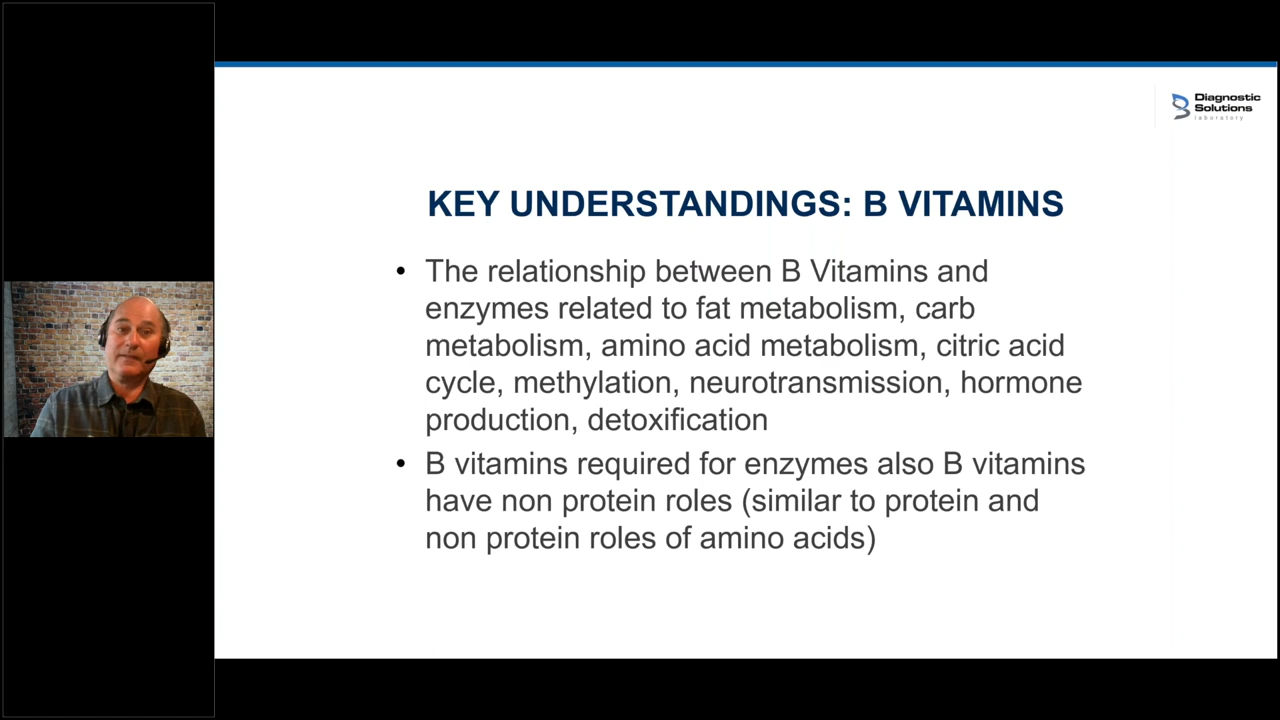 Diagnostic
Solutions
laboratory
KEY UNDERSTANDINGS: B VITAMINS
• The relationship between B Vitamins and
enzymes related to fat metabolism, carb
metabolism, amino acid metabolism, citric acid
cycle, methylation, neurotransmission, hormone
production, detoxification
• B vitamins required for enzymes also B vitamins
have non protein roles (similar to protein and
non protein roles of amino acids)